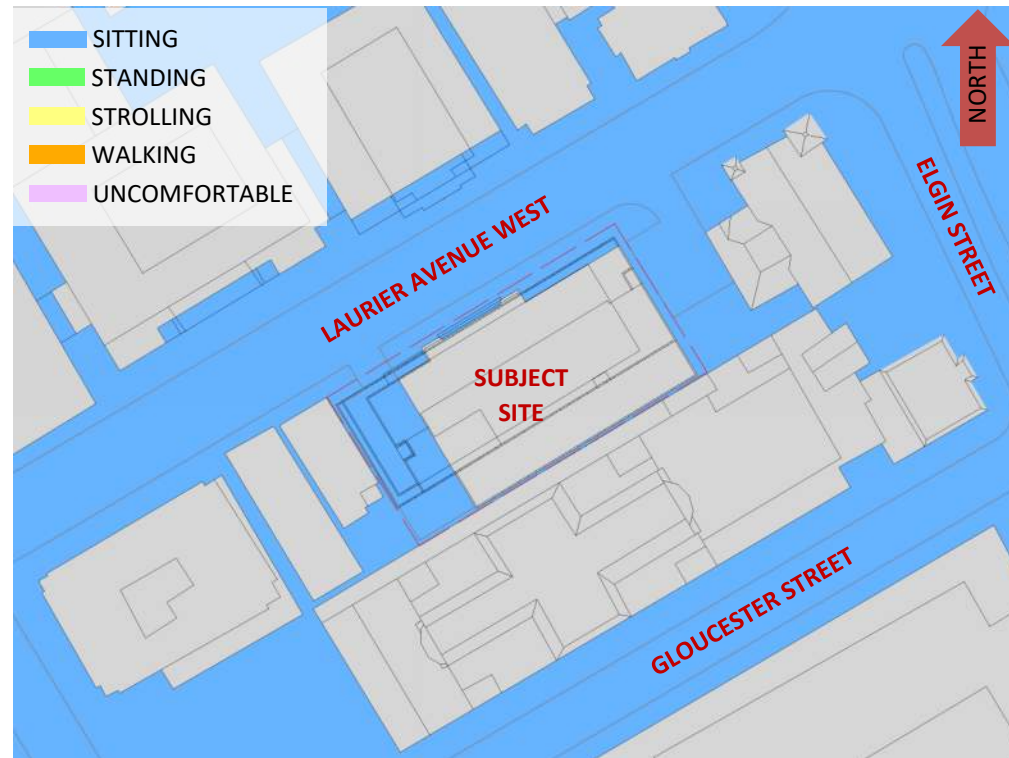 SITTING
STANDING
STROLLING
WALKING
UNCOMFORTABLE
NORTH
ELGIN STREET
LAURIER AVENUE WEST
SUBJECT
SITE
GLOUCESTER STREET